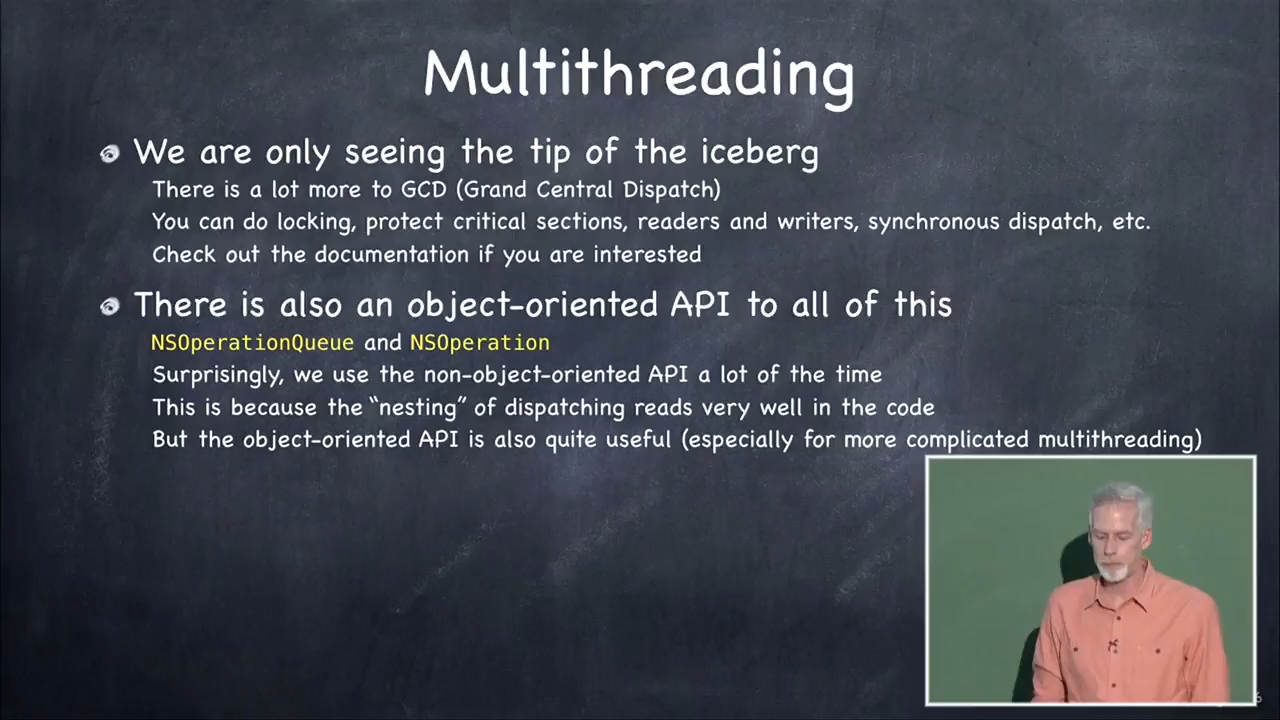 Multithreading
We are only seeing the tip of the iceberg
There is a lot more to GCD (Grand Central Dispatch)
You can do locking, protect critical sections, readers and writers, synchronous dispatch, etc.
Check out the documentation if you are interested
There is also an object-oriented API to all of this
NSOperationQueue and NSOperation
Surprisingly, we use the non-object-oriented API a lot of the time
This is because the “nesting” of dispatching reads very well in the code
But the object-oriented API is also quite useful (especially for more complicated multithreading)